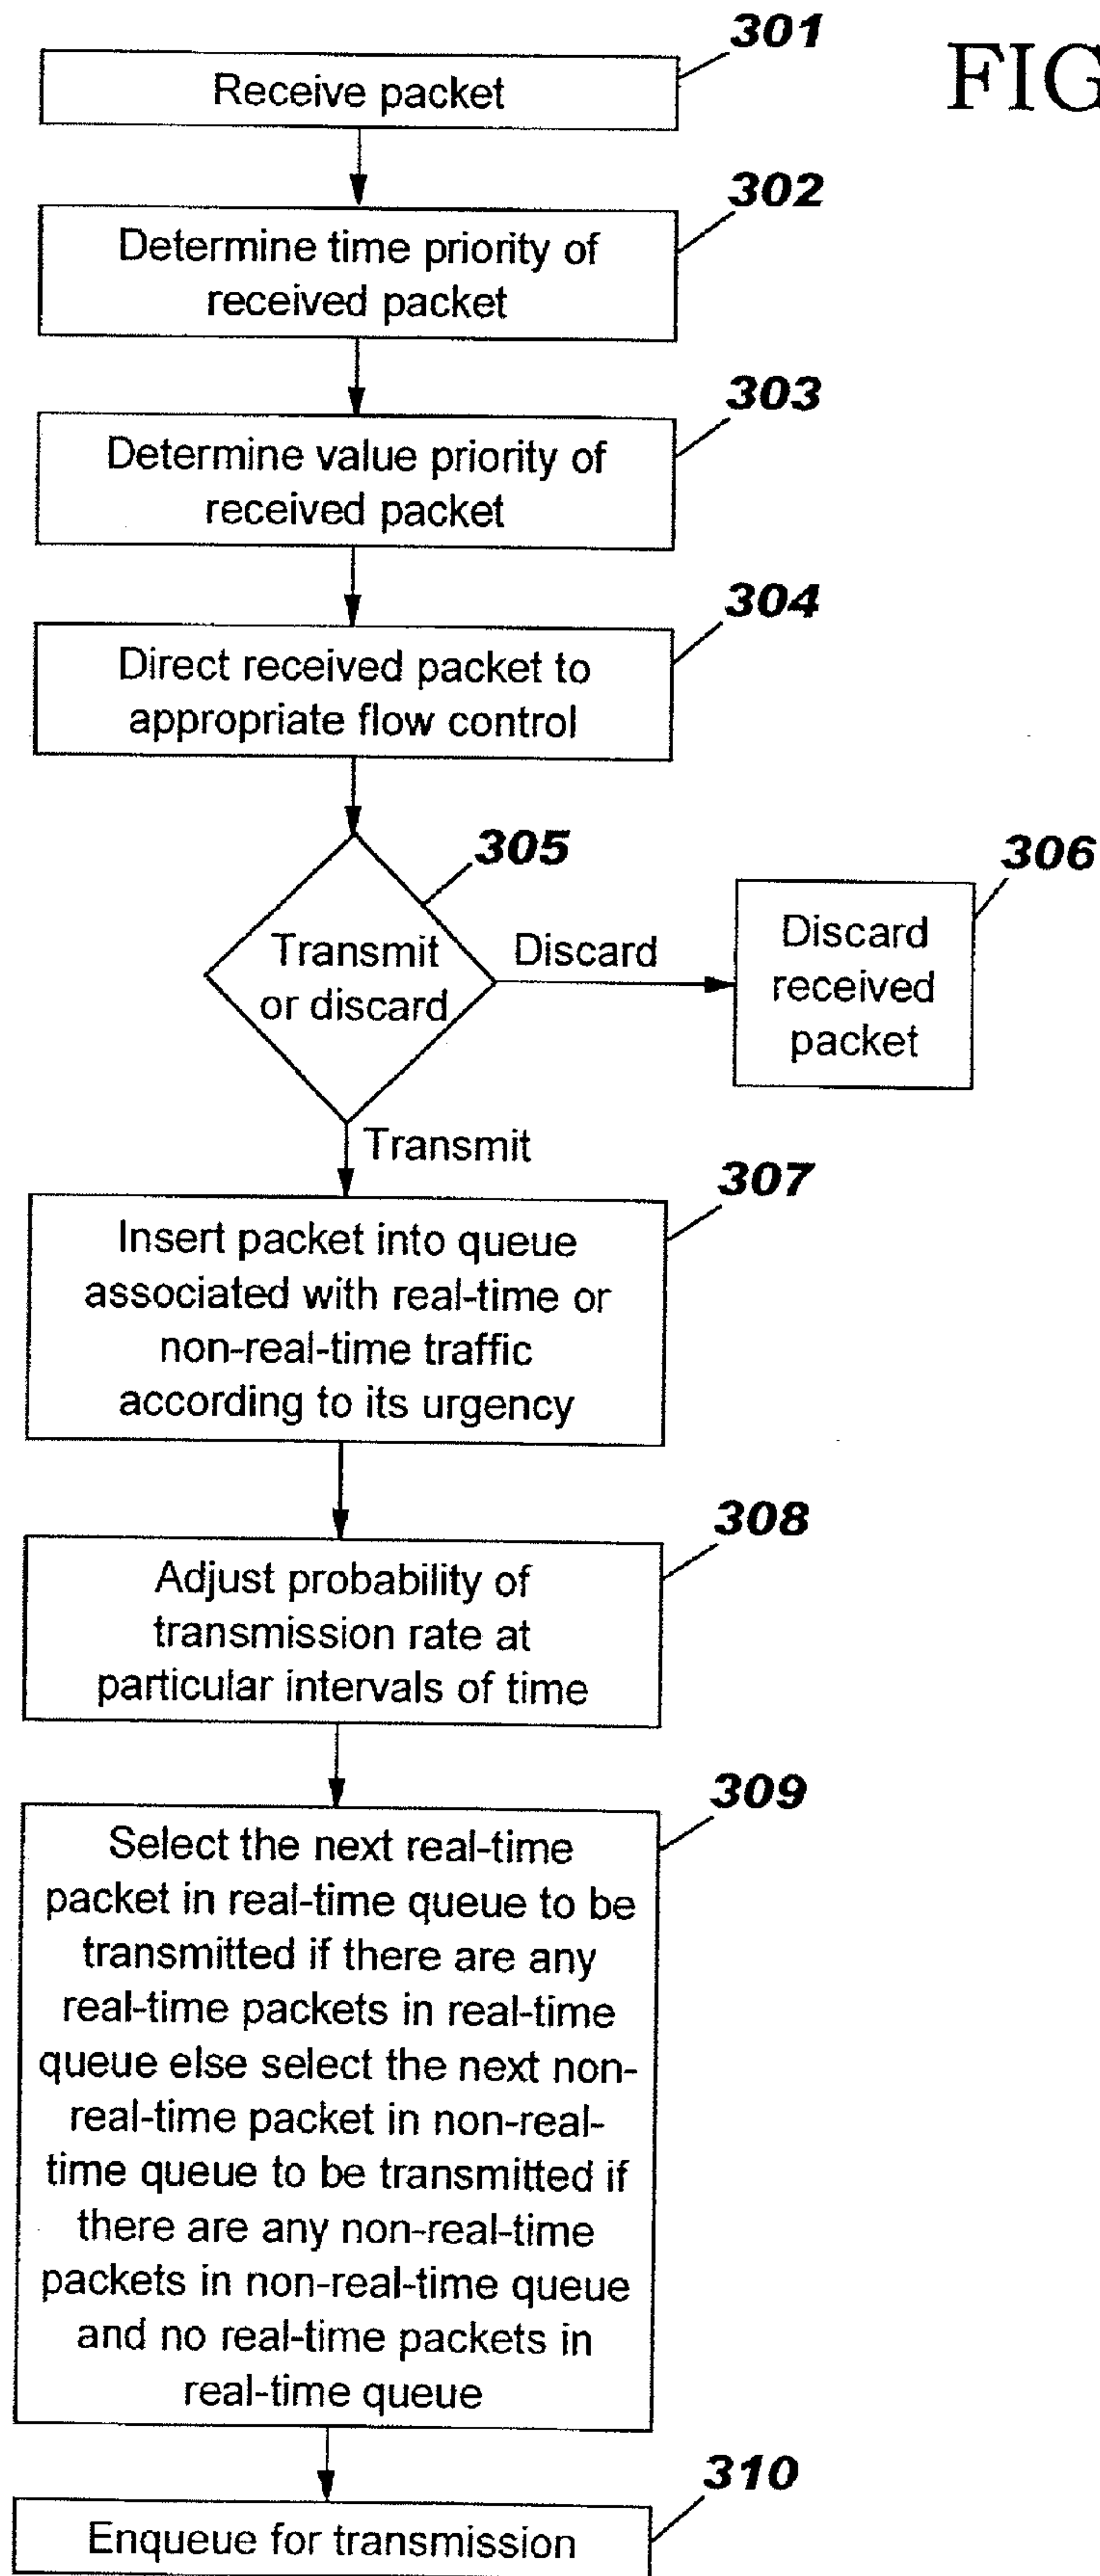 301
FIG
Receive packet
302
Determine time priority of
received packet
303
Determine value priority of
received packet
304
Direct received packet to
appropriate flow control
305
306
Transmit
or discard
Discard
Discard
received
packet
Transmit
307
Insert packet into queue
associated with real-time or
non-real-time traffic
according to its urgency
308
Adjust probability of
transmission rate at
particular intervals of time
309
Select the next real-time
packet in real-time queue to be
transmitted if there are any
real-time packets in real-time
queue else select the next non-
real-time packet in non-real-
time queue to be transmitted if
there are any non-real-time
packets in non-real-time queue
and no real-time packets in
real-time queue
310
Enqueue for transmission